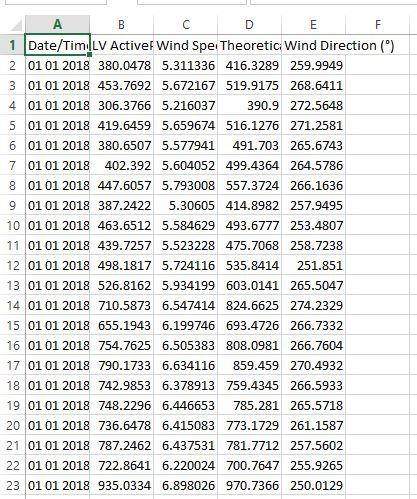 A B C D E F
1 Date/Time LV ActiveP Wind Spe Theoretica Wind Direction (°)
2 01 01 2018 380.0478 5.311336 416.3289 259.9949
3 01 01 2018 453.7692 5.672167 519.9175 268.6411
4 01 01 2018 306.3766 5.216037 390.9 272.5648
5 01 01 2018 419.6459 5.659674 516.1276 271.2581
6 01 01 2018 380.6507 5.577941 491.703 265.6743
7 01 01 2018 402.392 5.604052 499.4364 264.5786
8 01 01 2018 447.6057 5.793008 557.3724 266.1636
9 01 01 2018 387.2422 5.30605 414.8982 257.9495
10 01 01 2018 463.6512 5.584629 493.6777 253.4807
11 01 01 2018 439.7257 5.523228 475.7068 258.7238
12 01 01 2018 498.1817 5.724116 535.8414 251.851
13 01 01 2018 526.8162 5.934199 603.0141 265.5047
14 01 01 2018 710.5873 6.547414 824.6625 274.2329
15 01 01 2018 655.1943 6.199746 693.4726 266.7332
16 01 01 2018 754.7625 6.505383 808.0981 266.7604
17 01 01 2018 790.1733 6.634116 859.459 270.4932
18 01 01 2018 742.9853 6.378913 759.4345 266.5933
19 01 01 2018 748.2296 6.446653 785.281 265.5718
20 01 01 2018 736.6478 6.415083 773.1729 261.1587
21 01 01 2018 787.2462 6.437531 781.7712 257.5602
22 01 01 2018 722.8641 6.220024 700.7647 255.9265
23 01 01 2018 935.0334 6.898026 970.7366 250.0129